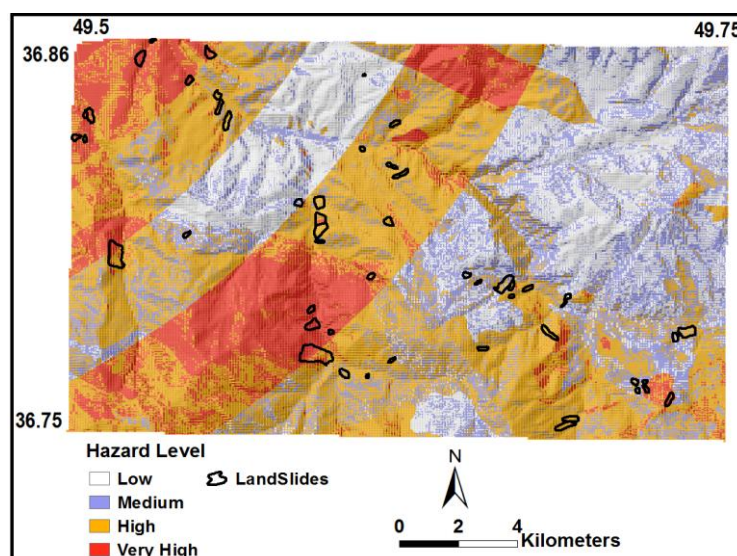 49.5
49.75
36.86
36.75
Hazard Level
Low
LandSlides
Medium
High
Very High
N
0 2 4
Kilometers